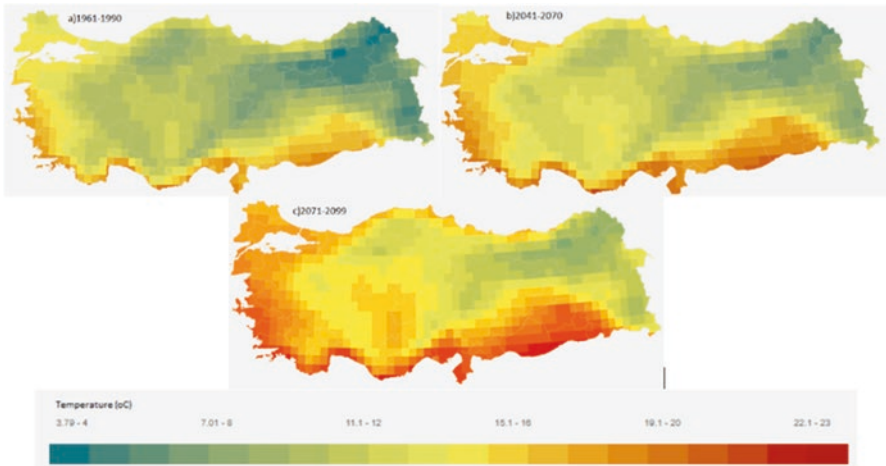 a)1961-1990
b)2041-2070
c)2071-2099
Temperature (oC)
3.79 - 4 7.01 - 8 11.1 - 12 15.1 - 16 19.1 - 20 22.1 - 23